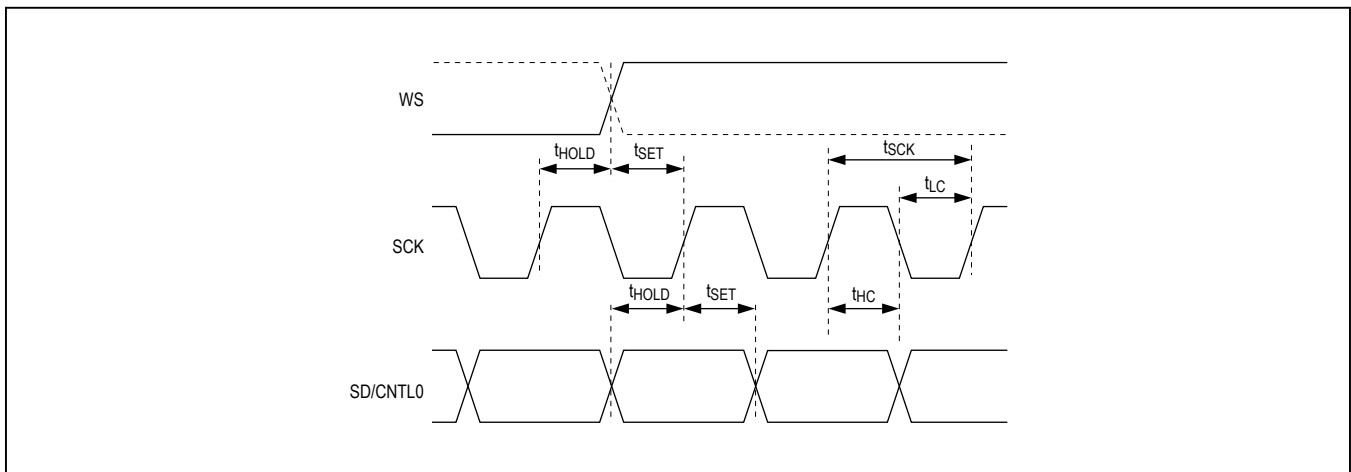 WS
tHOLD tSET tSCK
tLC
SCK
tHOLD tSET tHC
SD/CNTL0